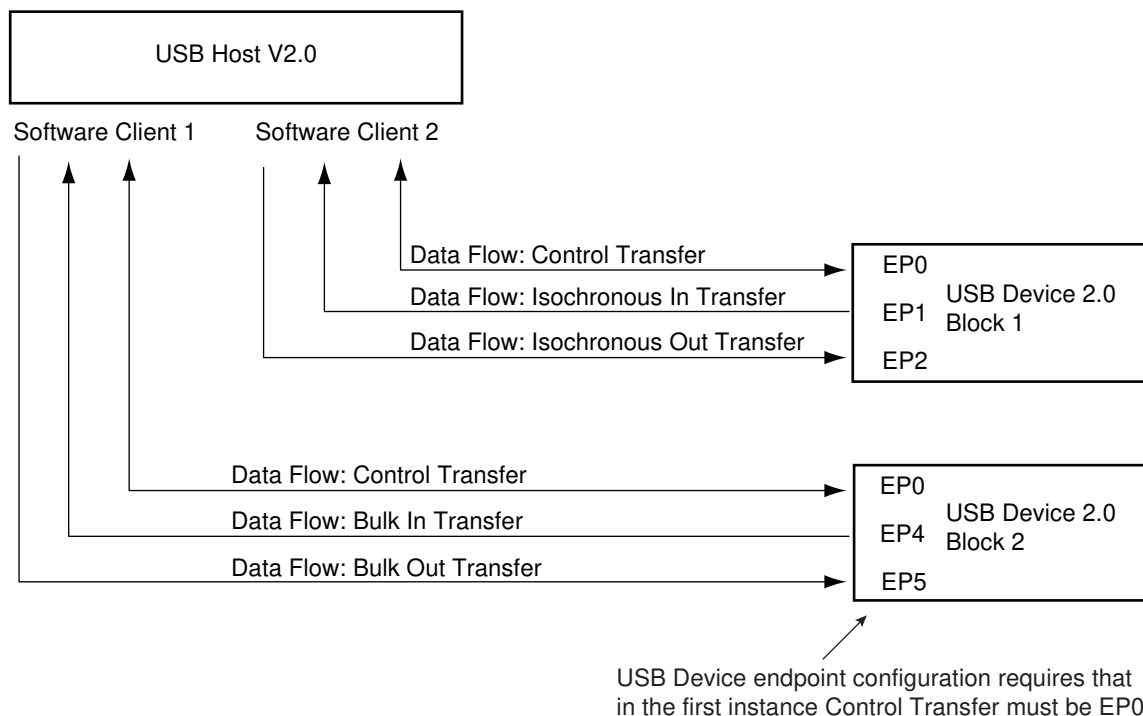 USB Host V2.0
Software Client 1
Software Client 2
Data Flow: Control Transfer
Data Flow: Isochronous In Transfer
Data Flow: Isochronous Out Transfer
EP0
EP1
EP2
USB Device 2.0
Block 1
Data Flow: Control Transfer
Data Flow: Bulk In Transfer
Data Flow: Bulk Out Transfer
EP0
EP4
EP5
USB Device 2.0
Block 2
USB Device endpoint configuration requires that
in the first instance Control Transfer must be EP0